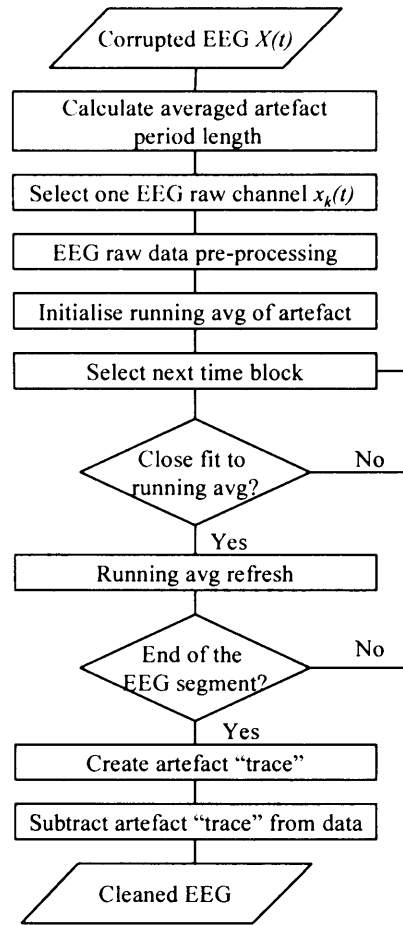 Corrupted EEG X(t)
Calculate averaged artefact
period length
Select one EEG raw channel xk(t)
EEG raw data pre-processing
Initialise running avg of artefact
Select next time block
Close fit to
running avg?
No
Yes
Running avg refresh
End of the
EEG segment?
No
Yes
Create artefact “trace”
Subtract artefact “trace” from data
Cleaned EEG